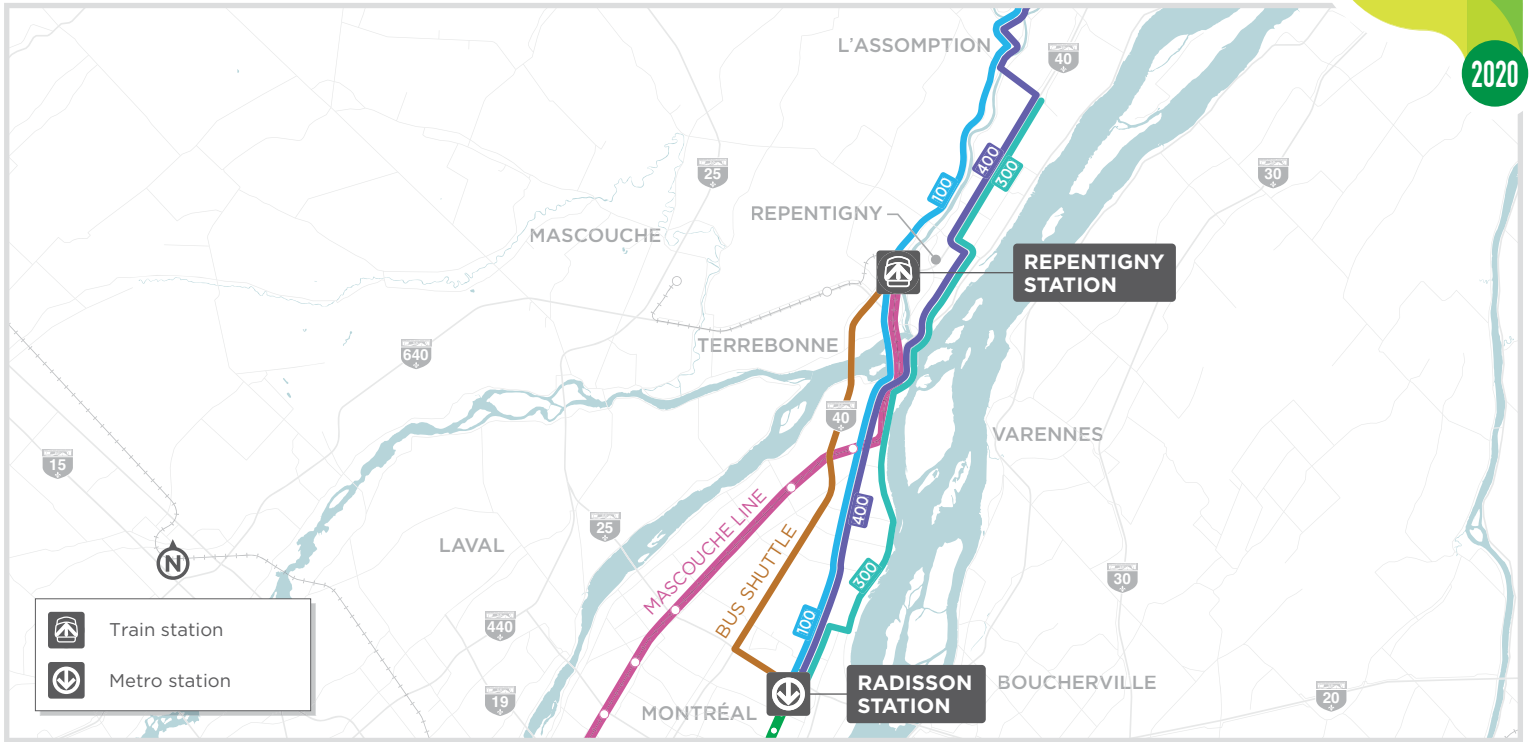 2020
L'ASSOMPTION
40
25
30
400
300
100
REPENTIGNY
MASCOUCHE
REPENTIGNY
STATION
640
TERREBONNE
40
VARENNES
15
400
MASCOUCHE LINE
25
LAVAL
BUS SHUTTLE
300
30
N
100
440
Train station
Metro station
RADISSON
STATION
BOUCHERVILLE
19
MONTRÉAL
20